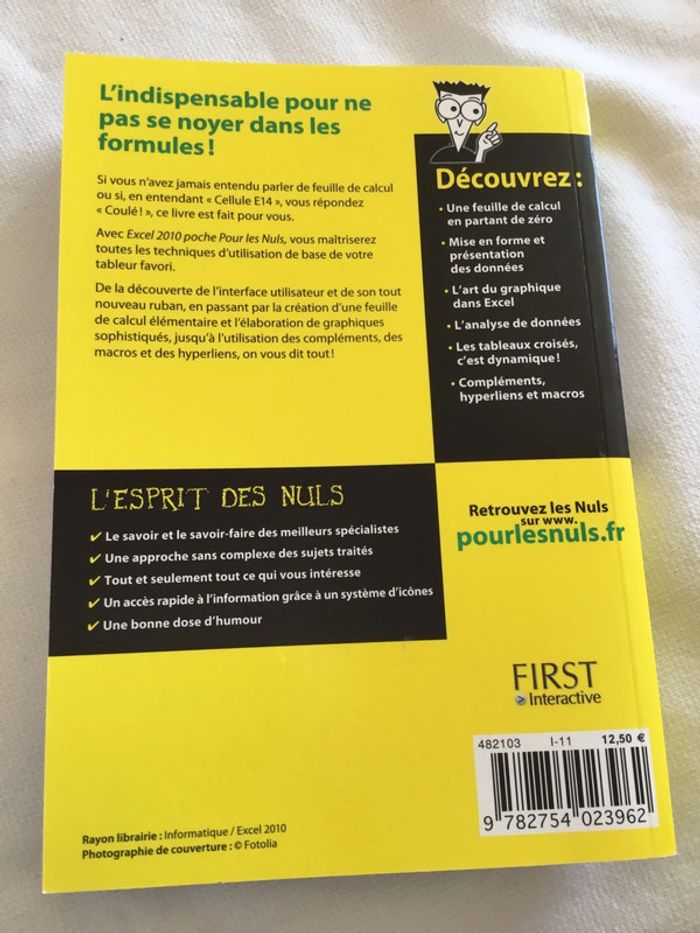 L'indispensable pour ne
pas se noyer dans les
formules !
Si vous n'avez jamais entendu parler de feuille de calcul
ou si, en entendant « Cellule E14 », vous répondez
« Coulé ! », ce livre est fait pour vous.
Avec Excel 2010 poche Pour les Nuls, vous maîtriserez
toutes les techniques d'utilisation de base de votre
tableur favori.
De la découverte de l'interface utilisateur et de son tout
nouveau ruban, en passant par la création d'une feuille
de calcul élémentaire et l'élaboration de graphiques
sophistiqués, jusqu'à l'utilisation des compléments, des
macros et des hyperliens, on vous dit tout !
Découvrez :
• Une feuille de calcul
en partant de zéro
• Mise en forme et
présentation
des données
• L'art du graphique
dans Excel
• L'analyse de données
• Les tableaux croisés,
c'est dynamique !
• Compléments,
hyperliens et macros
L'ESPRIT DES NULS
✔ Le savoir et le savoir-faire des meilleurs spécialistes
✔ Une approche sans complexe des sujets traités
✔ Tout et seulement tout ce qui vous intéresse
✔ Un accès rapide à l'information grâce à un système d'icônes
✔ Une bonne dose d'humour
Retrouvez les Nuls
sur www.
pourlesnuls.fr
FIRST
Interactive
482103 I-11 12,50 €
9 782754 023962
Rayon librairie : Informatique / Excel 2010
Photographie de couverture : © Fotolia